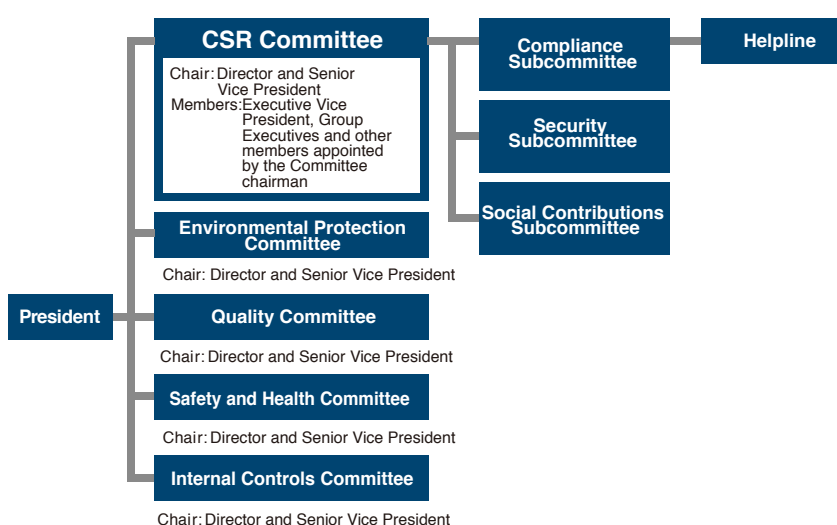 CSR Committee
Chair: Director and Senior
Vice President
Members: Executive Vice
President, Group
Executives and other
members appointed
by the Committee
chairman
Compliance
Subcommittee
Helpline
Security
Subcommittee
Social Contributions
Subcommittee
Environmental Protection
Committee
Chair: Director and Senior Vice President
President
Quality Committee
Chair: Director and Senior Vice President
Safety and Health Committee
Chair: Director and Senior Vice President
Internal Controls Committee
Chair: Director and Senior Vice President